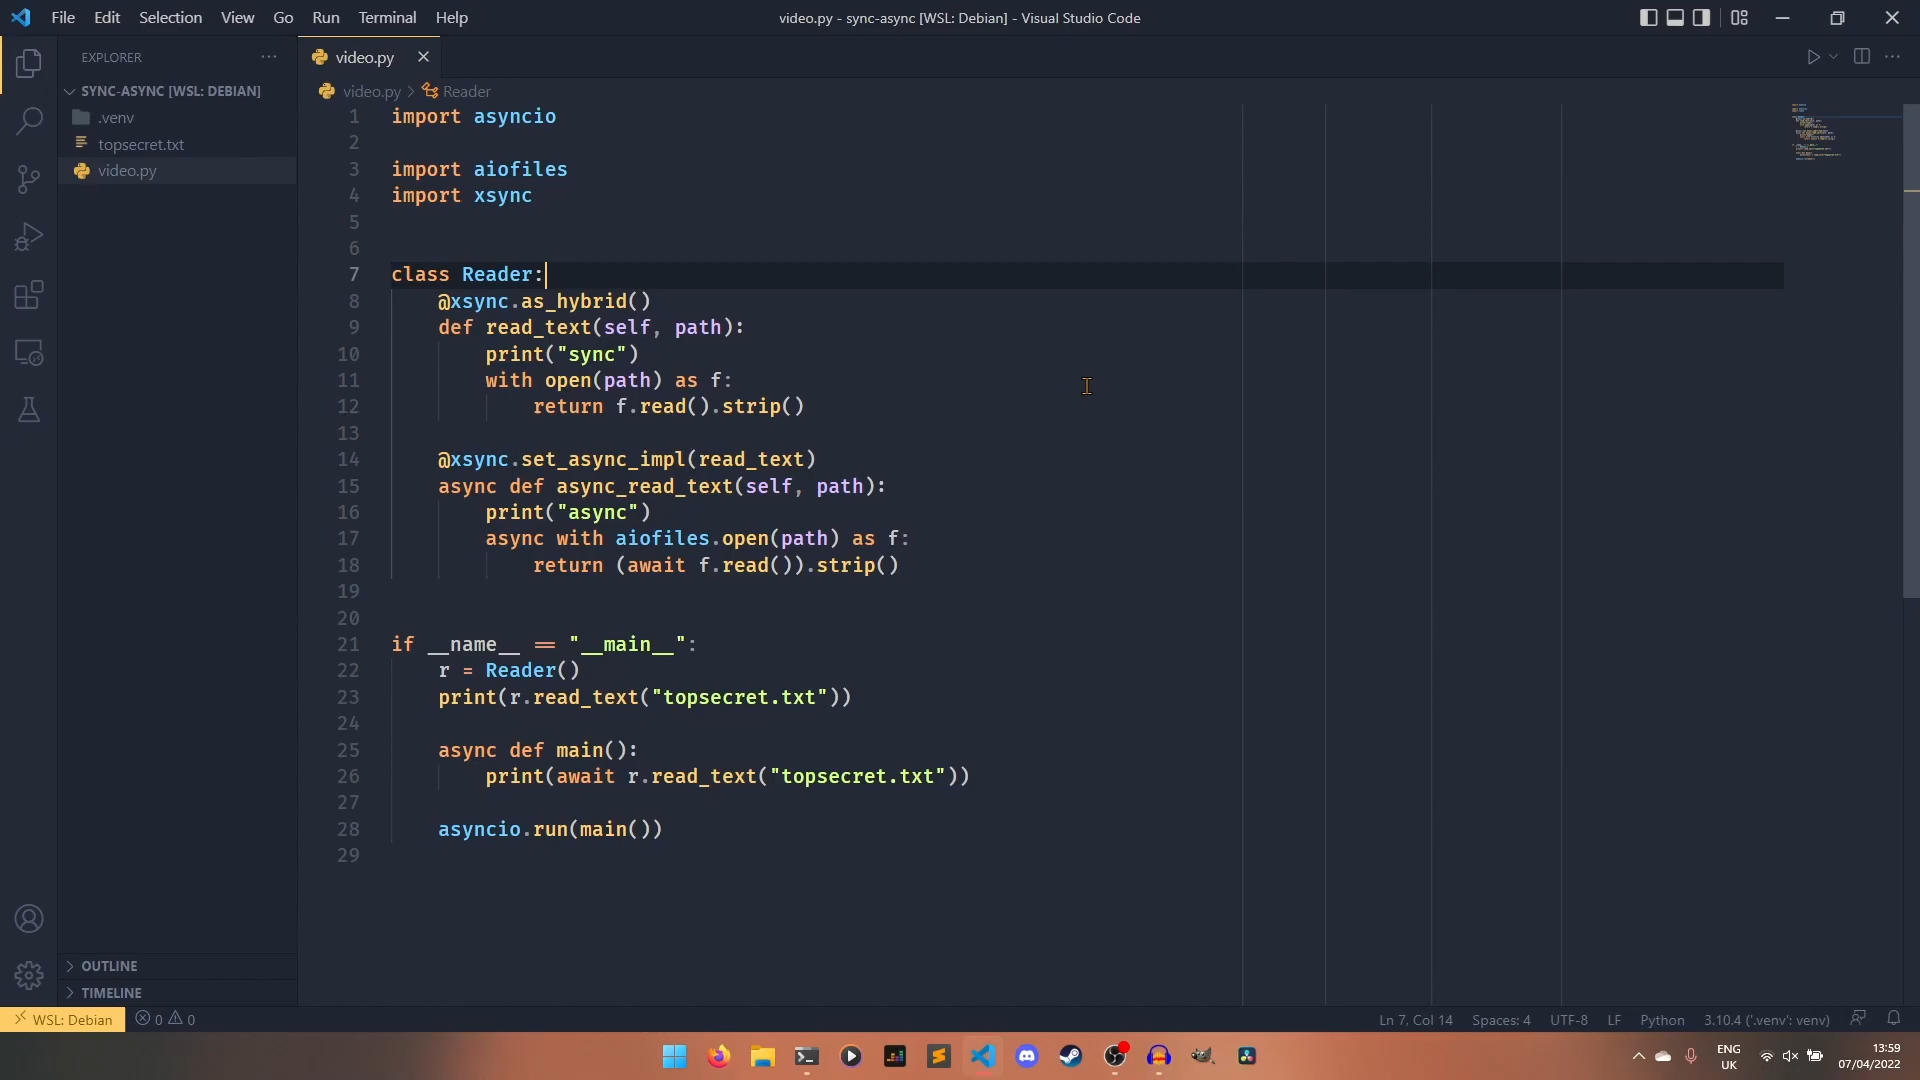 File Edit Selection View Go Run Terminal Help
video.py - sync-async [WSL: Debian] - Visual Studio Code
EXPLORER
SYNC-ASYNC [WSL: DEBIAN]
.venv
topsecret.txt
video.py
video.py
video.py > Reader
1 import asyncio
2
3 import aiofiles
4 import xsync
5
6
7 class Reader:
8     @xsync.as_hybrid()
9     def read_text(self, path):
10         print("sync")
11         with open(path) as f:
12             return f.read().strip()
13
14     @xsync.set_async_impl(read_text)
15     async def async_read_text(self, path):
16         print("async")
17         async with aiofiles.open(path) as f:
18             return (await f.read()).strip()
19
20
21 if __name__ == "__main__":
22     r = Reader()
23     print(r.read_text("topsecret.txt"))
24
25     async def main():
26         print(await r.read_text("topsecret.txt"))
27
28     asyncio.run(main())
29
OUTLINE
TIMELINE
WSL: Debian 0 0
Ln 7, Col 14 Spaces: 4 UTF-8 LF Python 3.10.4 ('.venv': venv)
ENG
UK
13:59
07/04/2022